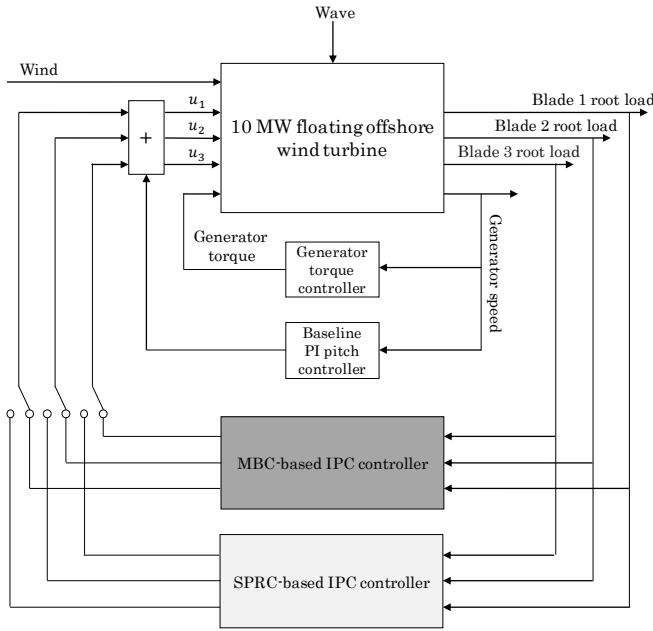 Wave
Wind
u₁
u₂
u₃
+
10 MW floating offshore
wind turbine
Blade 1 root load
Blade 2 root load
Blade 3 root load
Generator
torque
Generator
torque
controller
Generator speed
Baseline
PI pitch
controller
MBC-based IPC controller
SPRC-based IPC controller